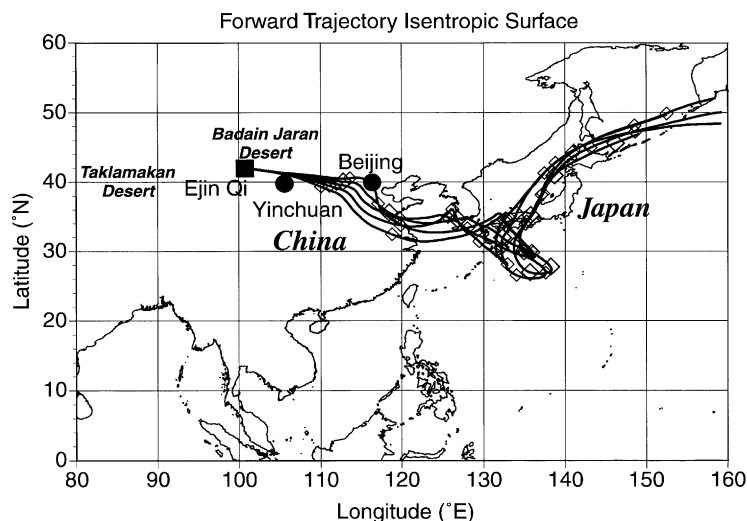 Forward Trajectory Isentropic Surface
60
50
40
30
20
10
0
Latitude (˚N)
Badain Jaran
Desert
Taklamakan
Desert
Ejin Qi
Beijing
Yinchuan
China
Japan
80
90
100
110
120
130
140
150
160
Longitude (˚E)